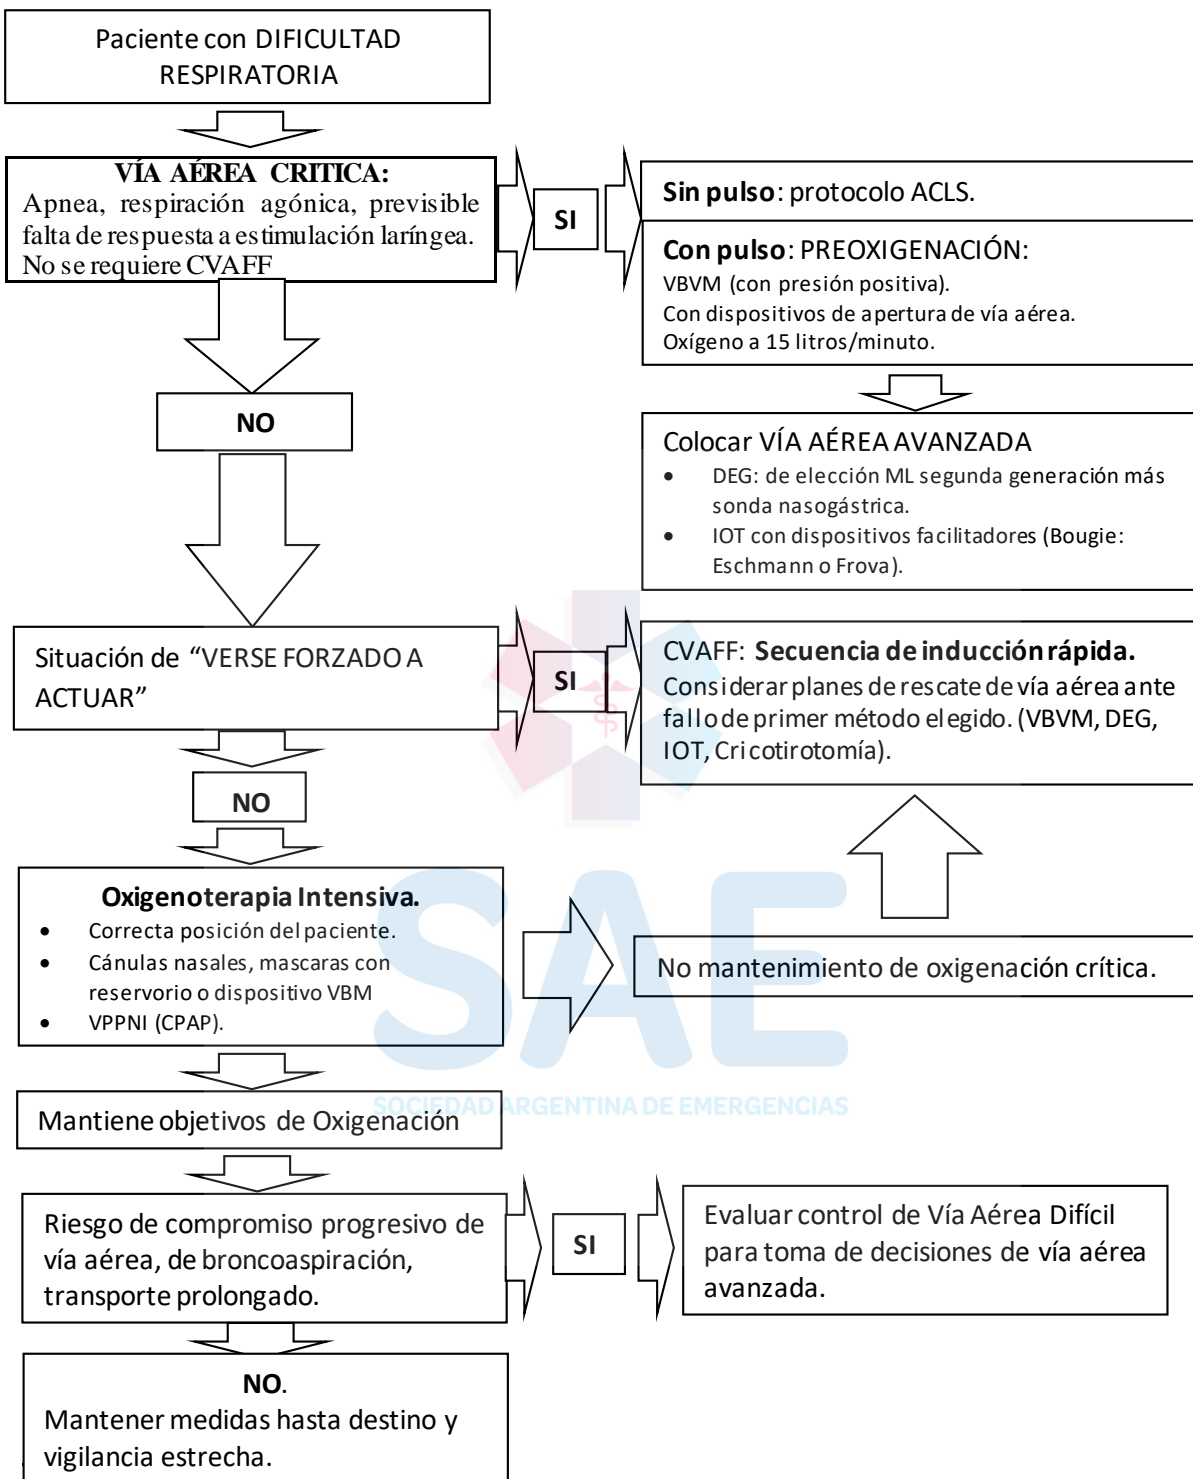 Paciente con DIFICULTAD
RESPIRATORIA
VÍA AÉREA CRITICA:
Apnea, respiración agónica, previsible
falta de respuesta a estimulación laríngea.
No se requiere CVAFF
SI
Sin pulso: protocolo ACLS.
Con pulso: PREOXIGENACIÓN:
VBVM (con presión positiva).
Con dispositivos de apertura de vía aérea.
Oxígeno a 15 litros/minuto.
NO
Colocar VÍA AÉREA AVANZADA
• DEG: de elección ML segunda generación más
sonda nasogástrica.
• IOT con dispositivos facilitadores (Bougie:
Eschmann o Frova).
Situación de “VERSE FORZADO A
ACTUAR”
SI
CVAFF: Secuencia de inducción rápida.
Considerar planes de rescate de vía aérea ante
fallo de primer método elegido. (VBVM, DEG,
IOT, Cricotirotomía).
NO
Oxigenoterapia Intensiva.
• Correcta posición del paciente.
• Cánulas nasales, mascaras con
reservorio o dispositivo VBM
• VPPNI (CPAP).
No mantenimiento de oxigenación crítica.
SAE
SOCIEDAD ARGENTINA DE EMERGENCIAS
Mantiene objetivos de Oxigenación
Riesgo de compromiso progresivo de
vía aérea, de broncoaspiración,
transporte prolongado.
SI
Evaluar control de Vía Aérea Difícil
para toma de decisiones de vía aérea
avanzada.
NO.
Mantener medidas hasta destino y
vigilancia estrecha.